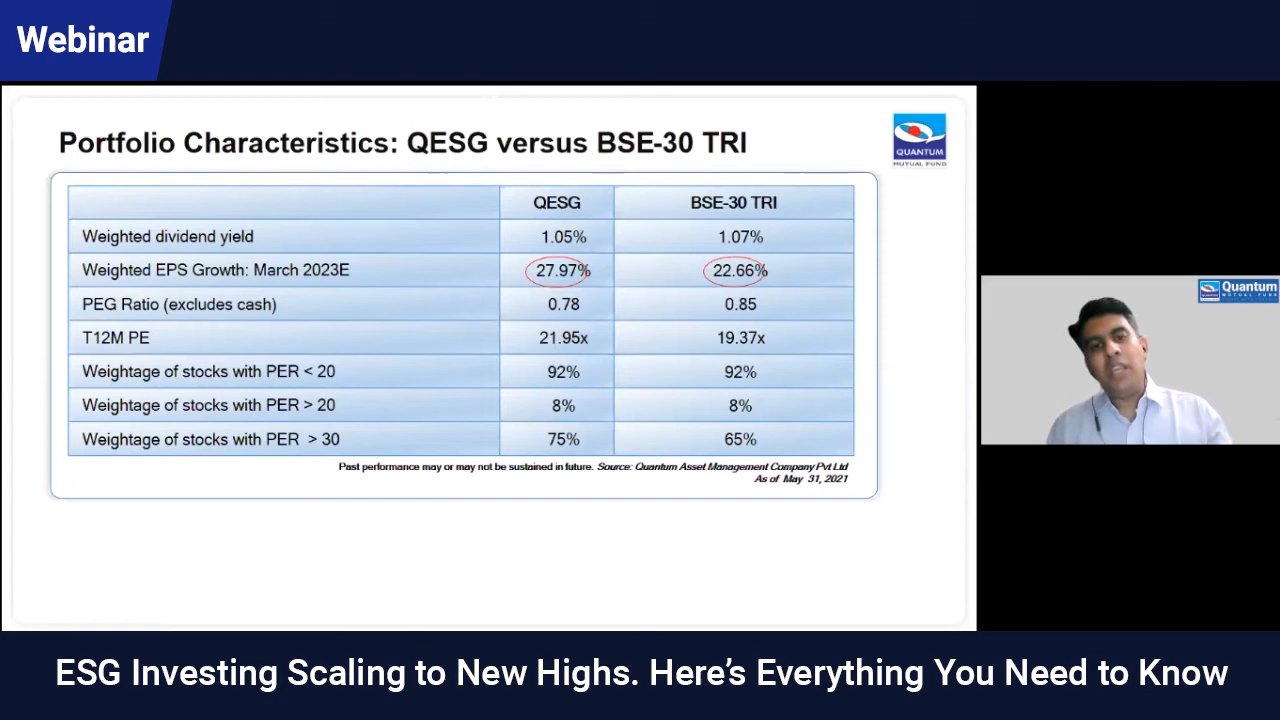 Webinar
Portfolio Characteristics: QESG versus BSE-30 TRI
QUANTUM
MUTUAL FUND
QESG BSE-30 TRI
Weighted dividend yield 1.05% 1.07%
Weighted EPS Growth: March 2023E 27.97% 22.66%
PEG Ratio (excludes cash) 0.78 0.85
T12M PE 21.95x 19.37x
Weightage of stocks with PER < 20 92% 92%
Weightage of stocks with PER > 20 8% 8%
Weightage of stocks with PER > 30 75% 65%
Past performance may or may not be sustained in future. Source: Quantum Asset Management Company Pvt Ltd
As of May 31, 2021
Quantum
MUTUAL FUND
ESG Investing Scaling to New Highs. Here’s Everything You Need to Know